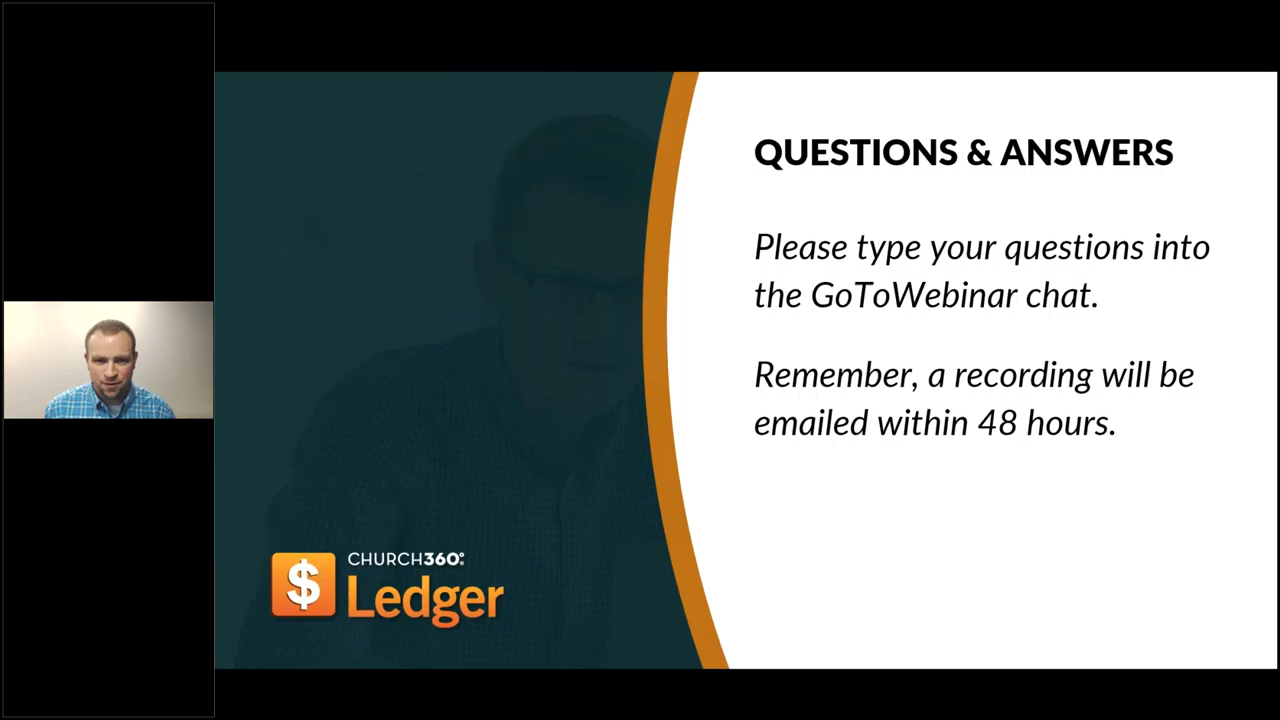 QUESTIONS & ANSWERS
Please type your questions into
the GoToWebinar chat.
Remember, a recording will be
emailed within 48 hours.
$
CHURCH360°
Ledger